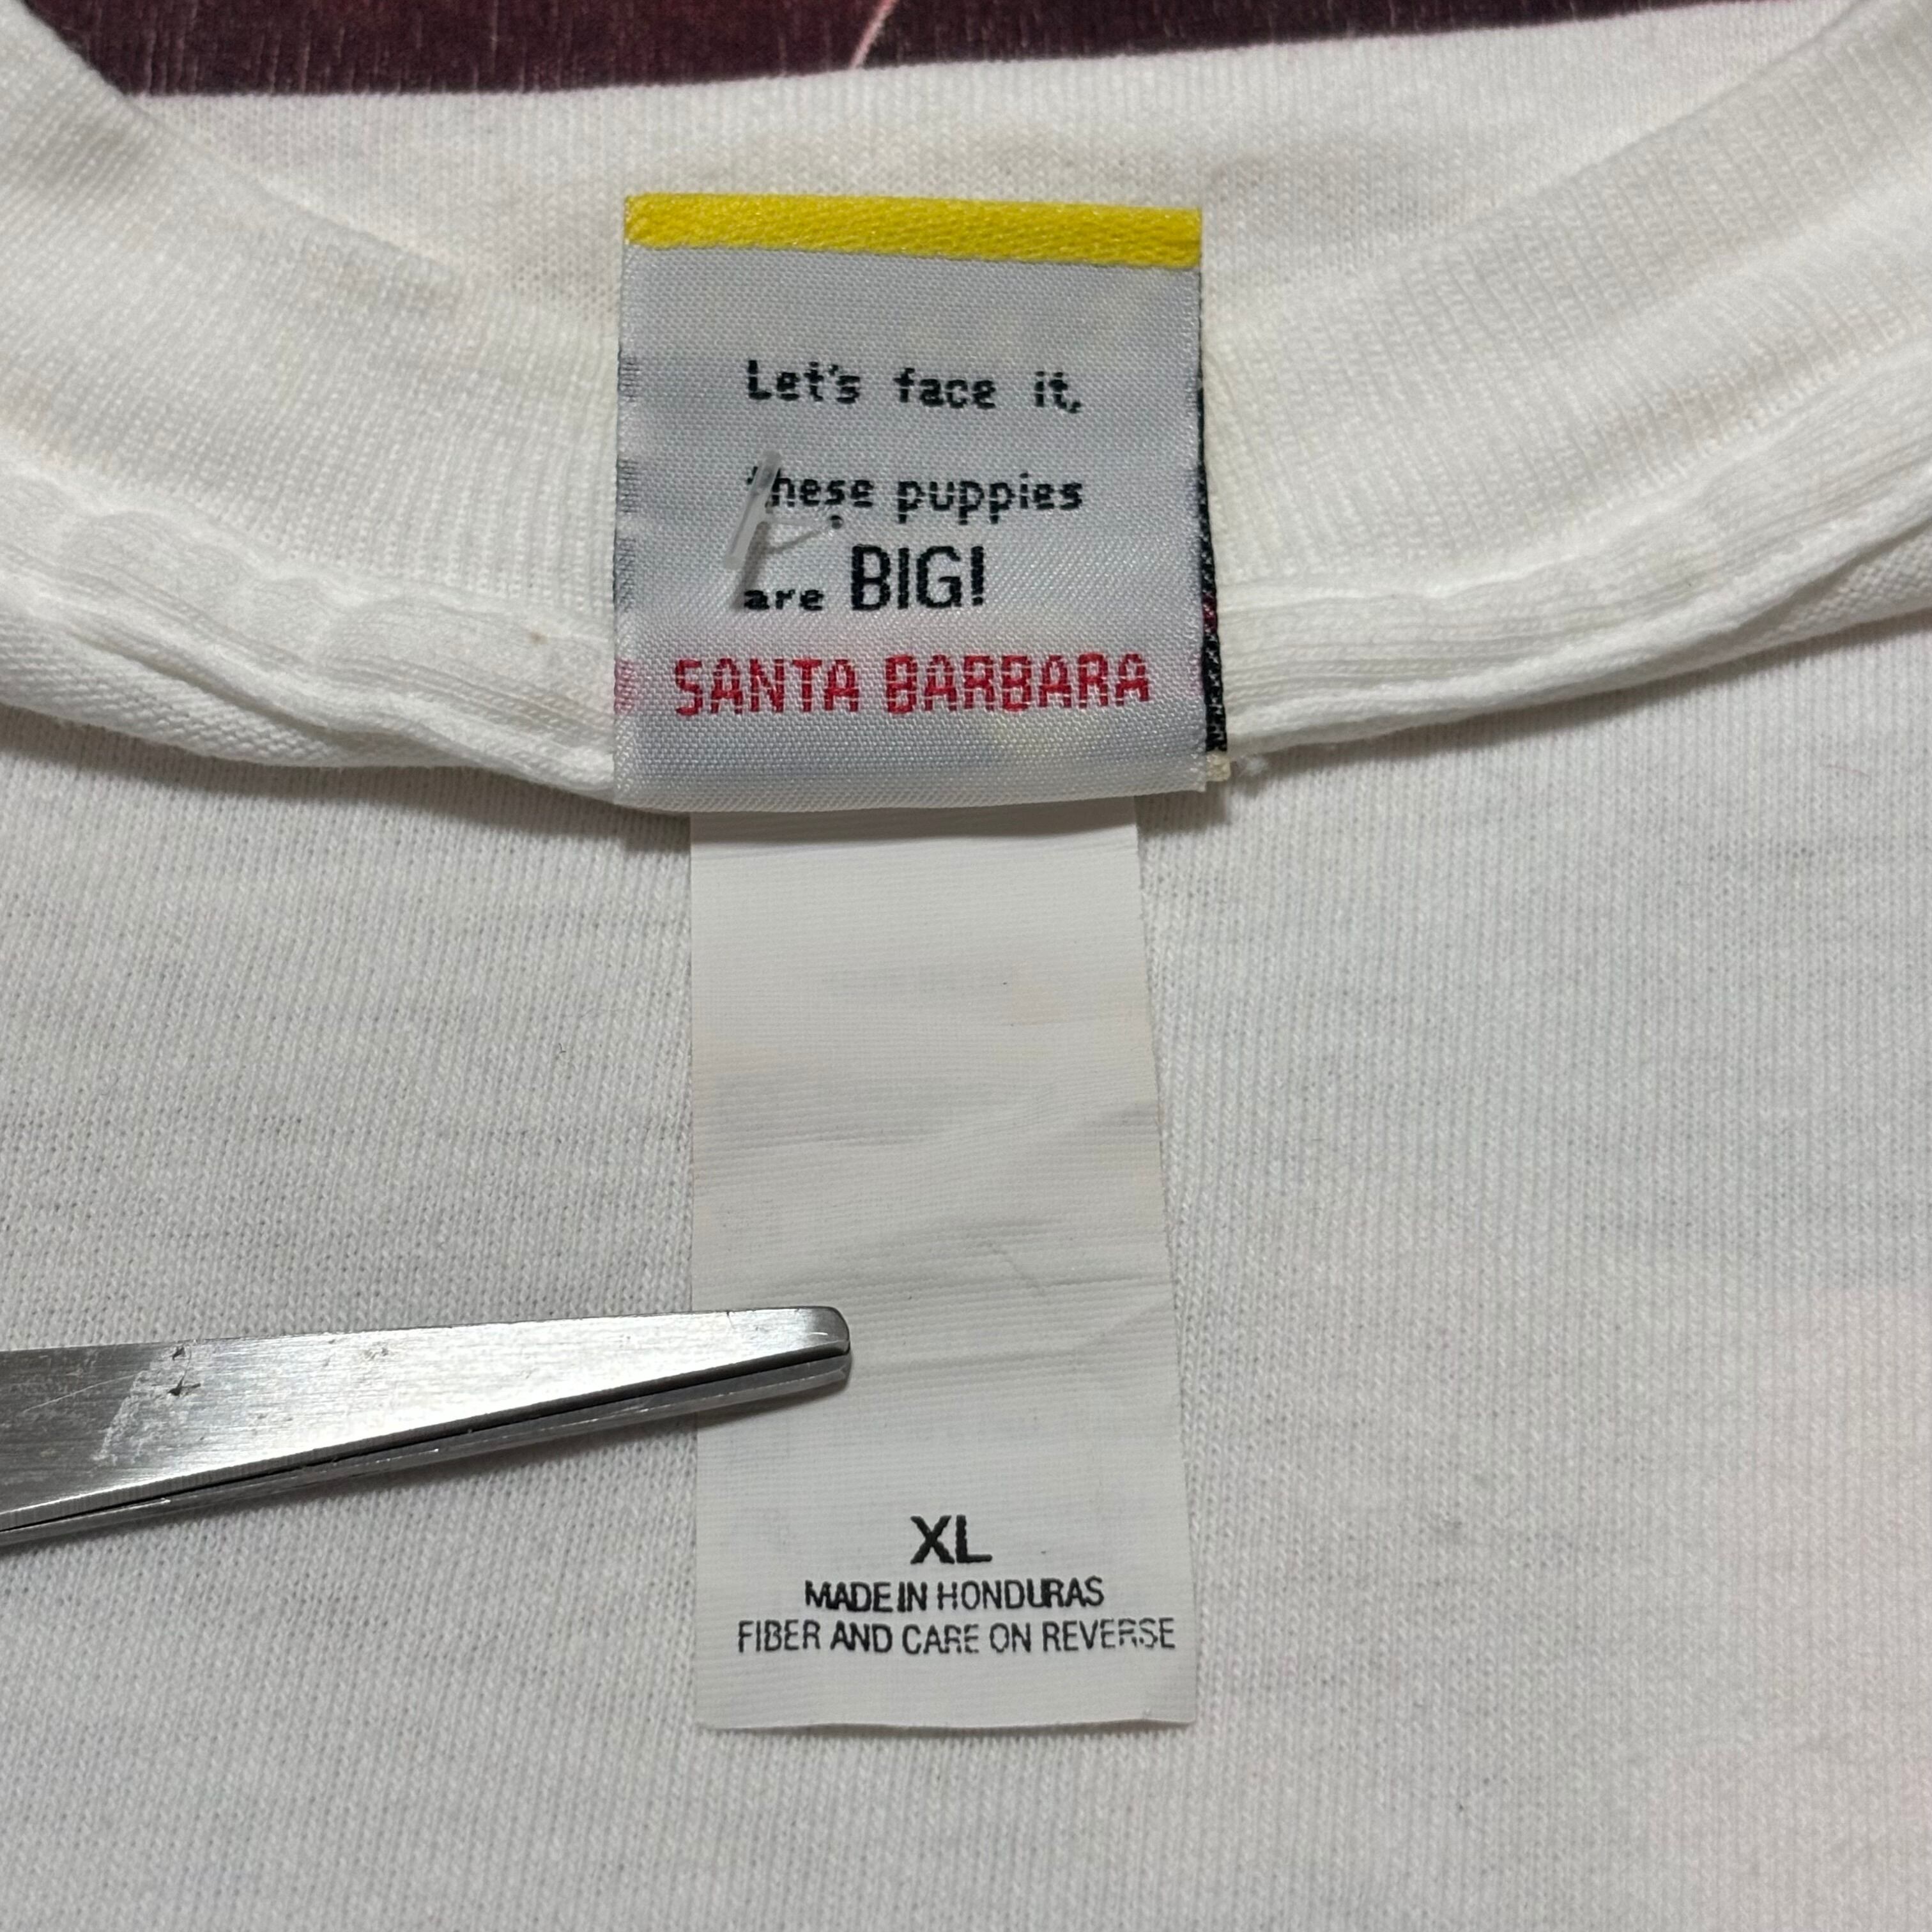 Let's face it,
these puppies
are BIG!
SANTA BARBARA
XL
MADE IN HONDURAS
FIBER AND CARE ON REVERSE